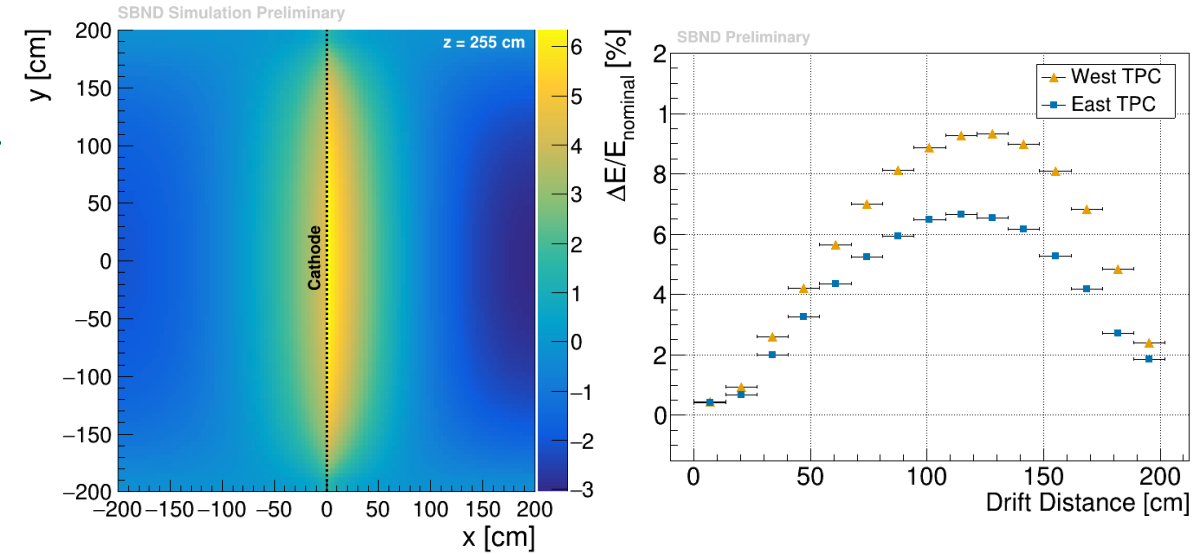 SBND Simulation Preliminary
z = 255 cm
y [cm]
200
150
100
50
0
−50
−100
−150
−200
Cathode
−200 −150 −100 −50 0 50 100 150 200
x [cm]
6
5
4
3
2
1
0
−1
−2
−3
SBND Preliminary
ΔE/E nominal [%]
2
1
8
6
4
2
0
West TPC
East TPC
0 50 100 150 200
Drift Distance [cm]